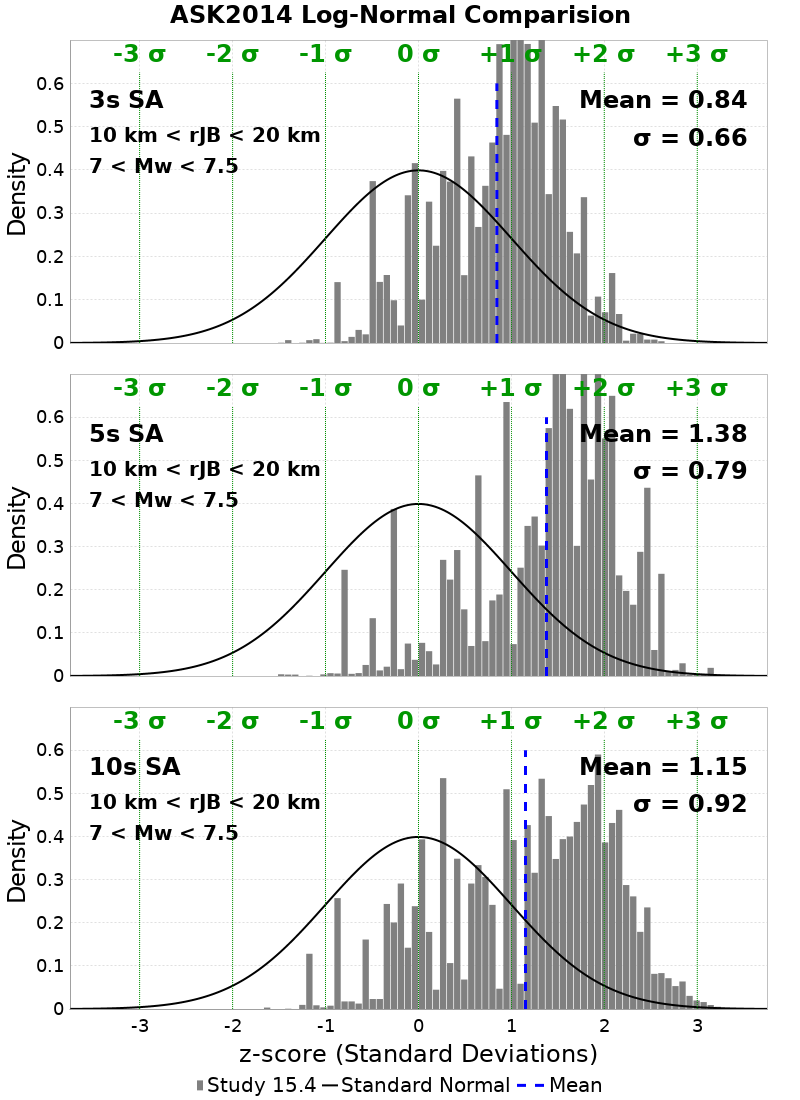 ASK2014 Log-Normal Comparision
-3 σ -2 σ -1 σ 0 σ +1 σ +2 σ +3 σ
3s SA
10 km < rJB < 20 km
7 < Mw < 7.5
Mean = 0.84
σ = 0.66
0.6
0.5
0.4
0.3
0.2
0.1
0
Density
-3 σ -2 σ -1 σ 0 σ +1 σ +2 σ +3 σ
5s SA
10 km < rJB < 20 km
7 < Mw < 7.5
Mean = 1.38
σ = 0.79
0.6
0.5
0.4
0.3
0.2
0.1
0
Density
-3 σ -2 σ -1 σ 0 σ +1 σ +2 σ +3 σ
10s SA
10 km < rJB < 20 km
7 < Mw < 7.5
Mean = 1.15
σ = 0.92
0.6
0.5
0.4
0.3
0.2
0.1
0
Density
-3 -2 -1 0 1 2 3
z-score (Standard Deviations)
Study 15.4 Standard Normal Mean